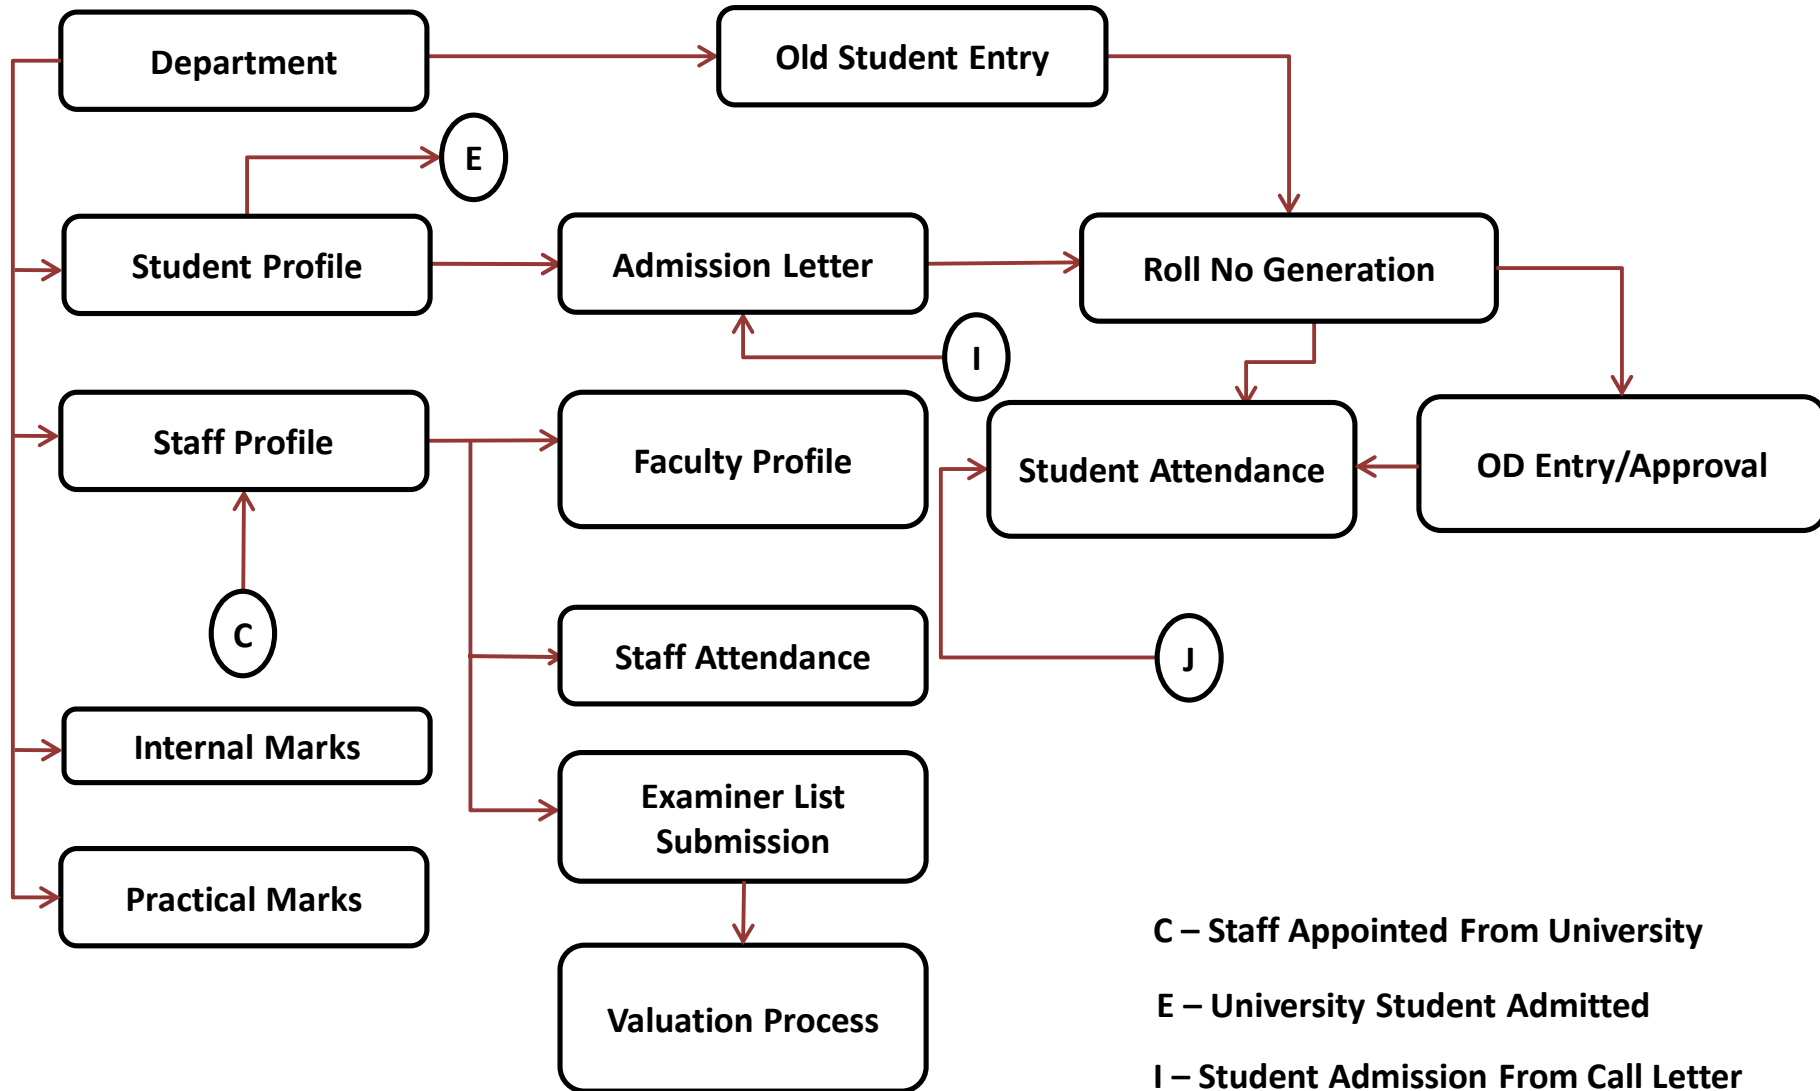 Department
Old Student Entry
E
Student Profile
Admission Letter
Roll No Generation
I
Staff Profile
Faculty Profile
Student Attendance
OD Entry/Approval
C
Staff Attendance
J
Internal Marks
Examiner List
Submission
Practical Marks
C – Staff Appointed From University
E – University Student Admitted
Valuation Process
I – Student Admission From Call Letter